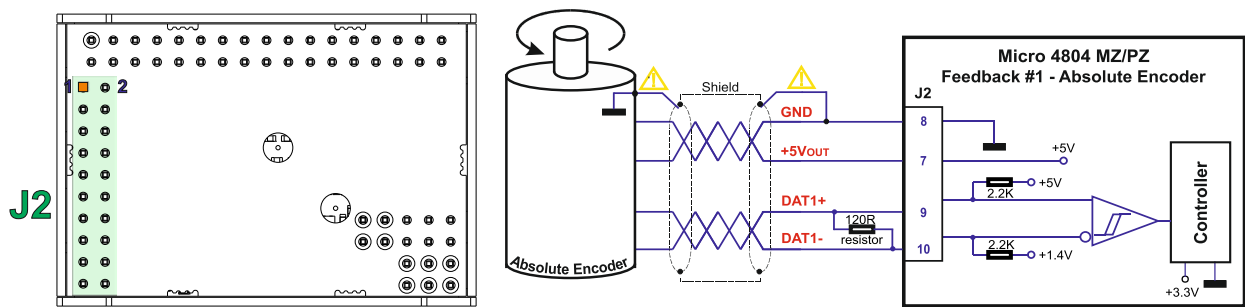 1 2
J2
Absolute Encoder
Shield
GND
+5VOUT
DAT1+
DAT1-
120R
resistor
Micro 4804 MZ/PZ
Feedback #1 - Absolute Encoder
J2
8
7
9
10
+5V
+5V
2.2K
2.2K
+1.4V
Controller
+3.3V